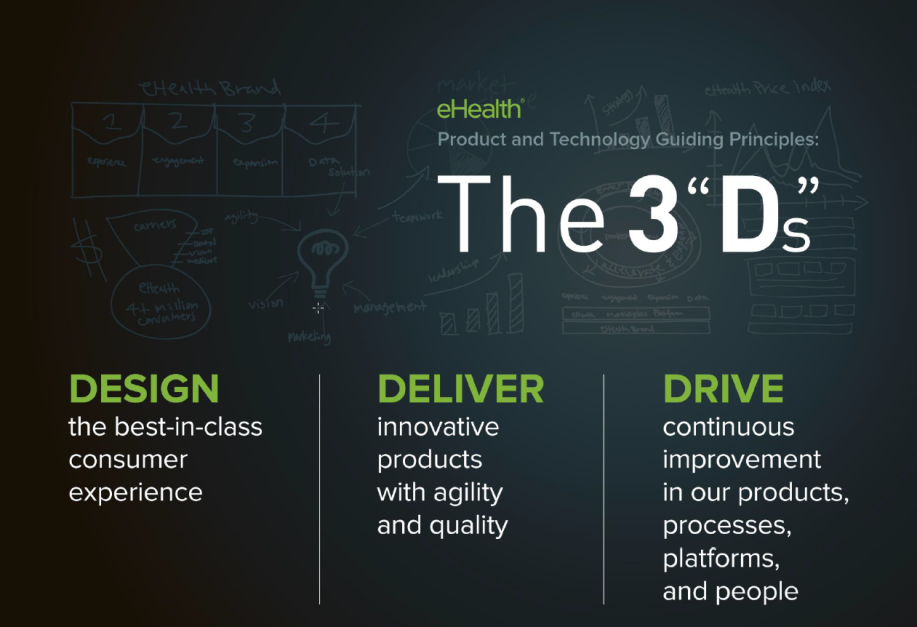 eHealth Brand
market
eHealth Price Index
eHealth®
Product and Technology Guiding Principles:
The 3 “Ds”
1 2 3 4
experience engagement expansion DATA
Solution
carriers
agility
teamwork
strategy
leadership
accelerate
$
eHealth
4+ million
consumers
vision
management
marketing
DESIGN
the best-in-class
consumer
experience
DELIVER
innovative
products
with agility
and quality
DRIVE
continuous
improvement
in our products,
processes,
platforms,
and people